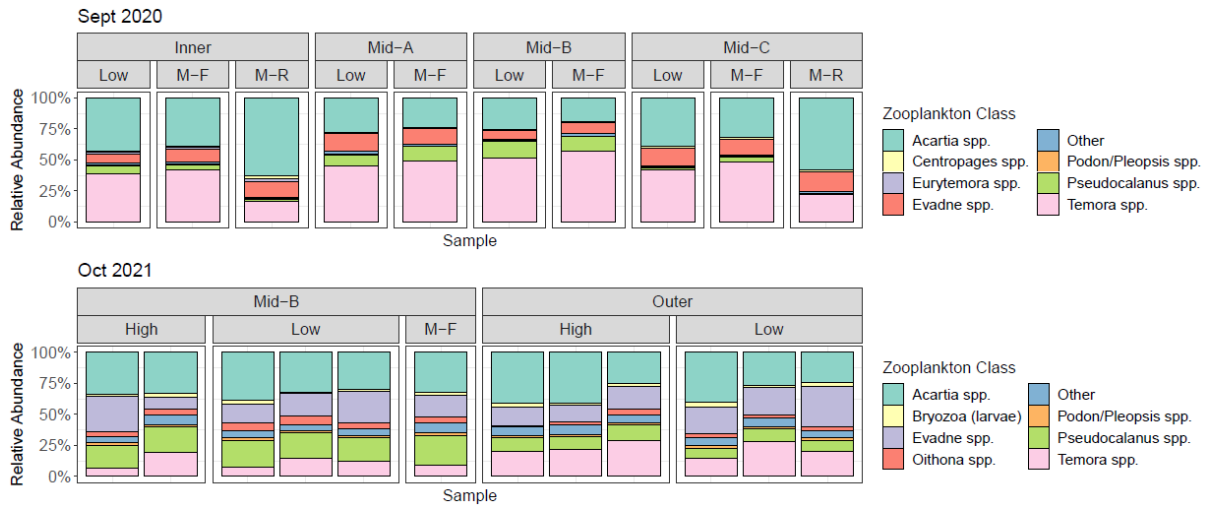 Sept 2020
Inner Mid−A Mid−B Mid−C
Low M−F M−R Low M−F Low M−F Low M−F M−R
100%
75%
50%
25%
0%
Relative Abundance
Sample
Zooplankton Class
Acartia spp. Other
Centropages spp. Podon/Pleopsis spp.
Eurytemora spp. Pseudocalanus spp.
Evadne spp. Temora spp.
Oct 2021
Mid−B Outer
High Low M−F High Low
100%
75%
50%
25%
0%
Relative Abundance
Sample
Zooplankton Class
Acartia spp. Other
Bryozoa (larvae) Podon/Pleopsis spp.
Evadne spp. Pseudocalanus spp.
Oithona spp. Temora spp.